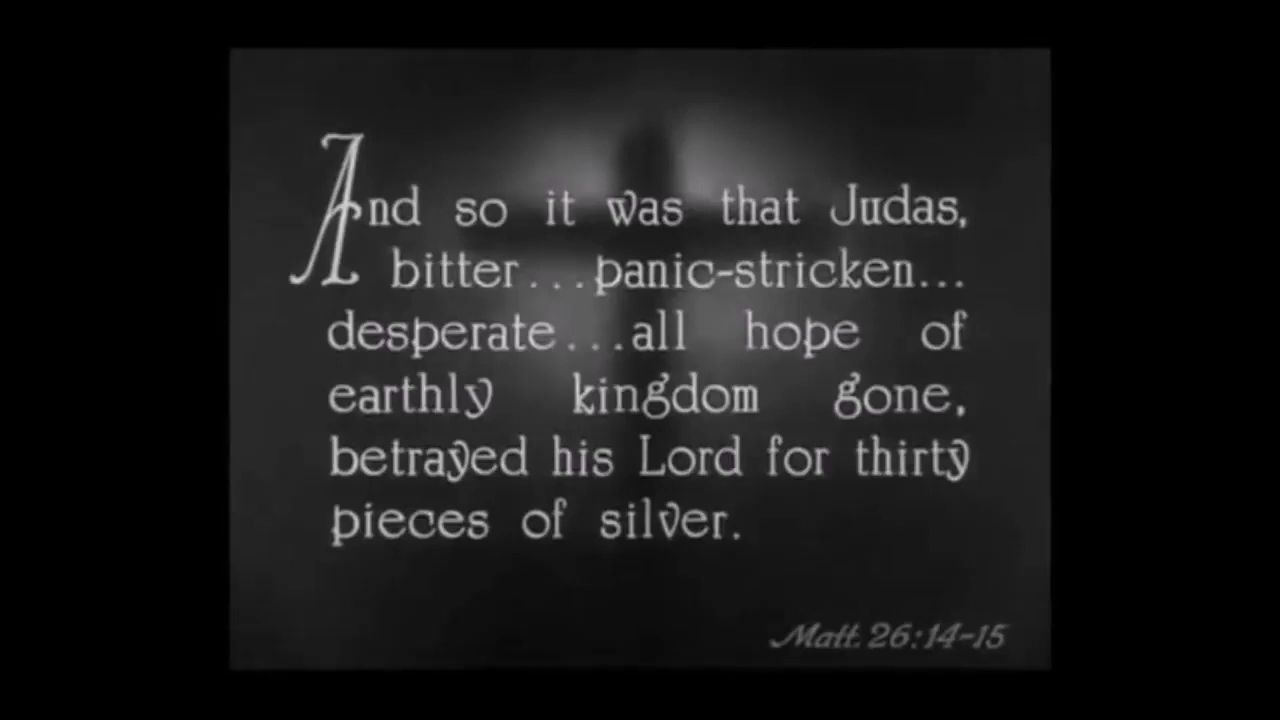 And so it was that Judas,
bitter...panic-stricken...
desperate...all hope of
earthly kingdom gone,
betrayed his Lord for thirty
pieces of silver.
Matt. 26:14-15